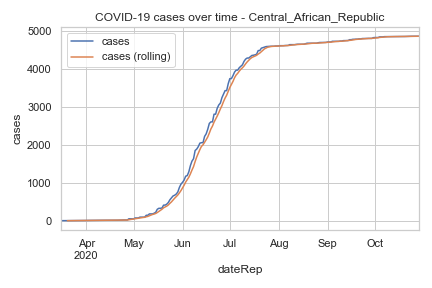 COVID-19 cases over time - Central_African_Republic
cases
cases (rolling)
5000
4000
3000
2000
1000
0
cases
Apr
2020
May
Jun
Jul
Aug
Sep
Oct
dateRep